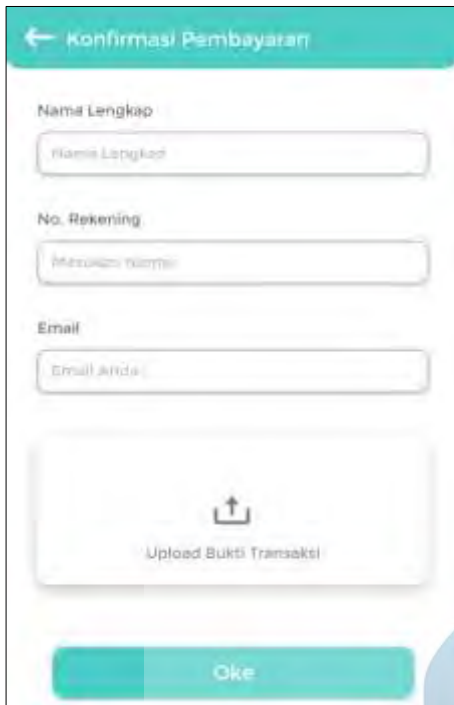 Konfirmasi Pembayaran
Nama Lengkap
Nama Lengkap
No. Rekening
Email
Email Anda
Upload Bukti Transaksi
Oke